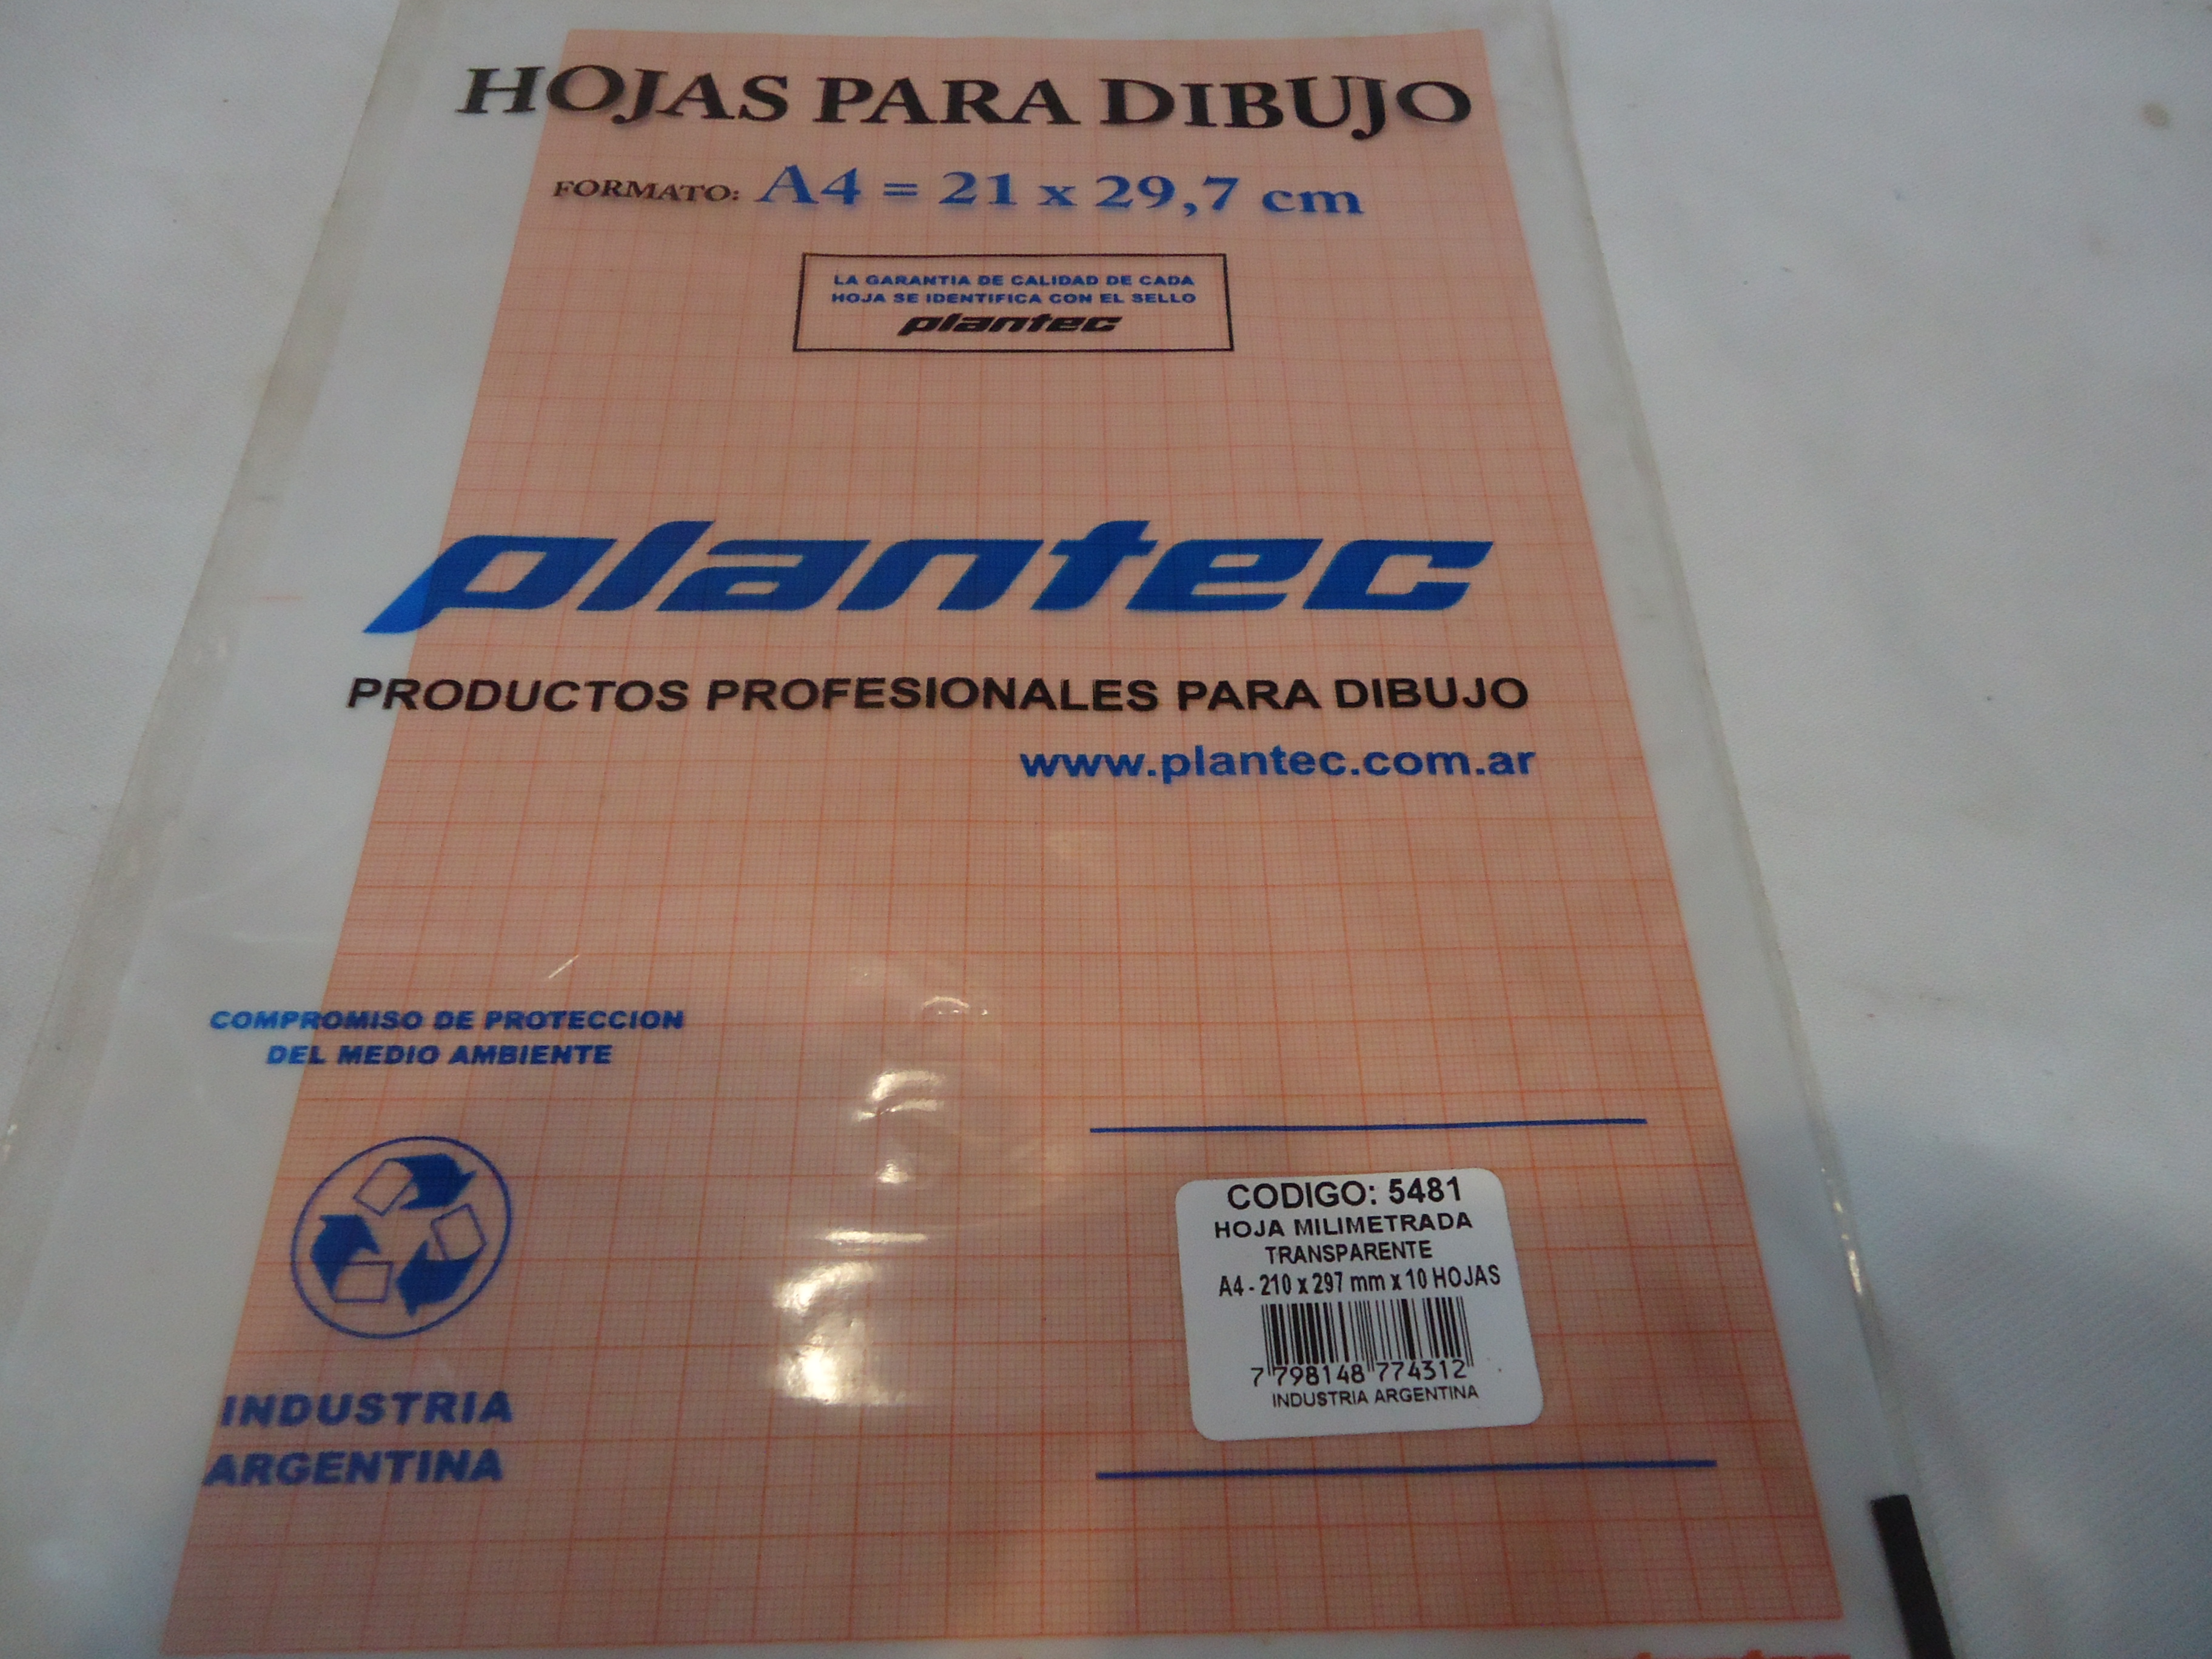 HOJAS PARA DIBUJO
FORMATO: A4 = 21 x 29,7 cm
LA GARANTIA DE CALIDAD DE CADA
HOJA SE IDENTIFICA CON EL SELLO
plantec
plantec
PRODUCTOS PROFESIONALES PARA DIBUJO
www.plantec.com.ar
COMPROMISO DE PROTECCION
DEL MEDIO AMBIENTE
INDUSTRIA
ARGENTINA
CODIGO: 5481
HOJA MILIMETRADA
TRANSPARENTE
A4 - 210 x 297 mm x 10 HOJAS
7 798148 774312
INDUSTRIA ARGENTINA